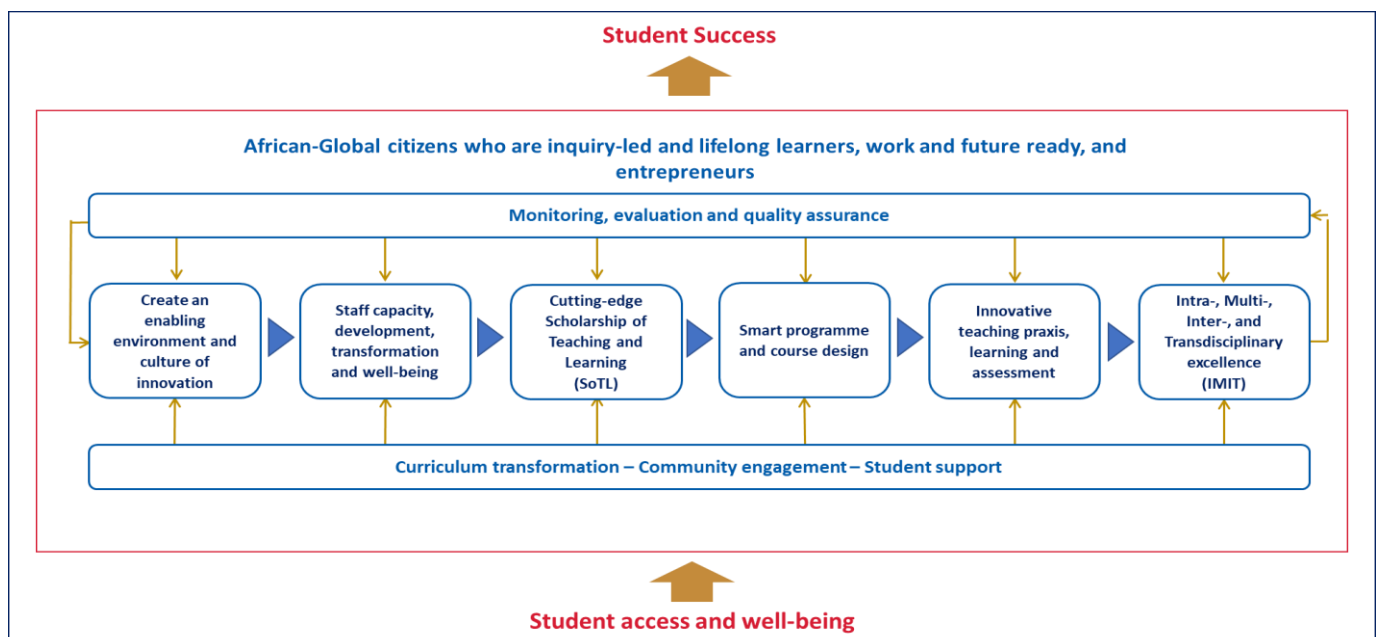 Student Success
African-Global citizens who are inquiry-led and lifelong learners, work and future ready, and
entrepreneurs
Monitoring, evaluation and quality assurance
Create an
enabling
environment and
culture of
innovation
Staff capacity,
development,
transformation
and well-being
Cutting-edge
Scholarship of
Teaching and
Learning
(SoTL)
Smart programme
and course design
Innovative
teaching praxis,
learning and
assessment
Intra-, Multi-,
Inter-, and
Transdisciplinary
excellence
(IMIT)
Curriculum transformation – Community engagement – Student support
Student access and well-being